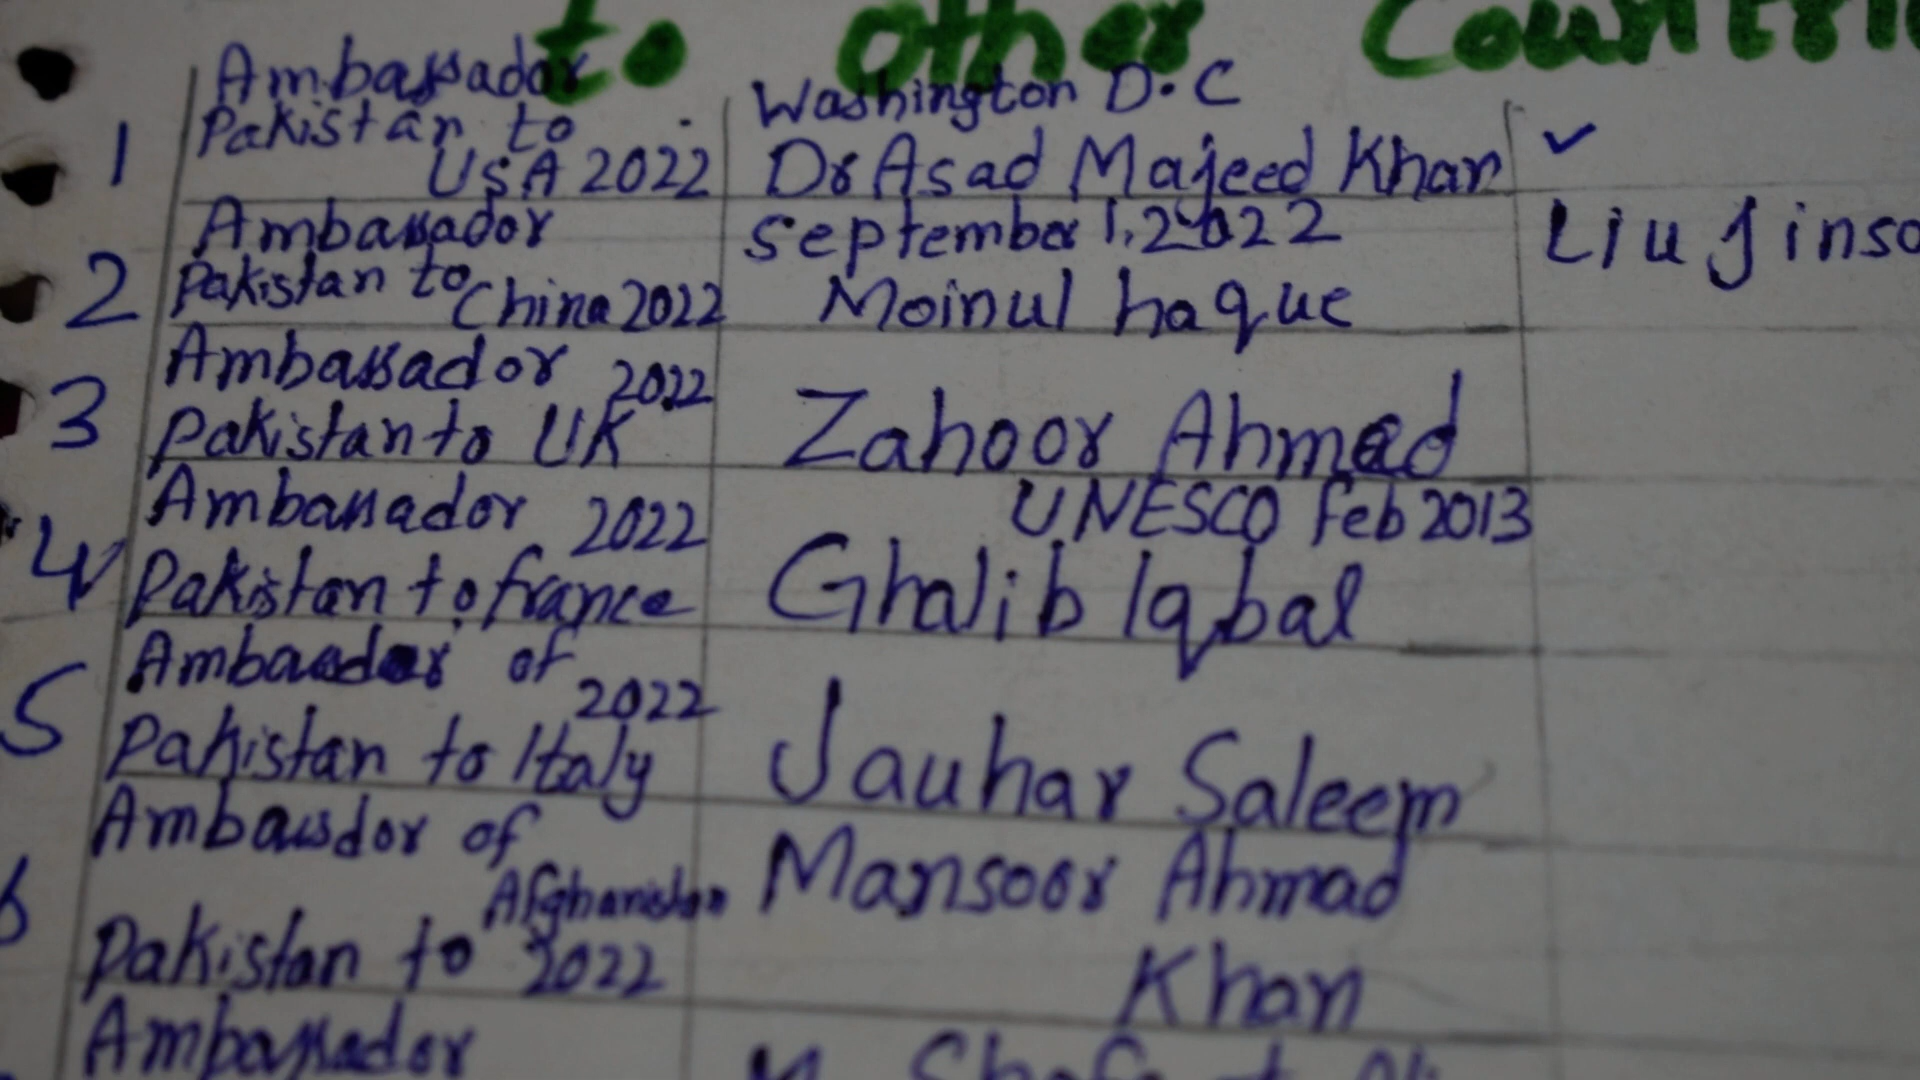 to other Countri
Ambassador
Pakistan to
1 USA 2022
Washington D.C
Dr Asad Majeed Khan
Ambassador
2 Pakistan to China 2022
September 1, 2022
Moinul haque
Liu Jinso
Ambassador 2022
3 Pakistan to UK
Zahoor Ahmed
Ambassador 2022
4 Pakistan to france
UNESCO Feb 2013
Ghalib Iqbal
Ambaador of 2022
5 Pakistan to Italy
Jauhar Saleem
Ambassdor of
6 Afghanistan
Pakistan to 2022
Mansoor Ahmad
Khan
Ambassador